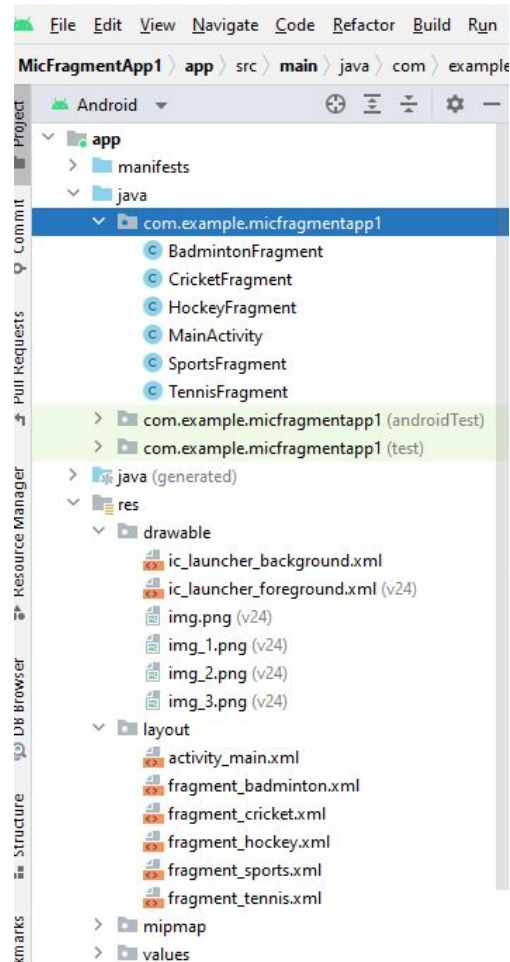 File Edit View Navigate Code Refactor Build Run
MicFragmentApp1 app src main java com example
Android
app
manifests
java
com.example.micfragmentapp1
BadmintonFragment
CricketFragment
HockeyFragment
MainActivity
SportsFragment
TennisFragment
com.example.micfragmentapp1 (androidTest)
com.example.micfragmentapp1 (test)
java (generated)
res
drawable
ic_launcher_background.xml
ic_launcher_foreground.xml (v24)
img.png (v24)
img_1.png (v24)
img_2.png (v24)
img_3.png (v24)
layout
activity_main.xml
fragment_badminton.xml
fragment_cricket.xml
fragment_hockey.xml
fragment_sports.xml
fragment_tennis.xml
mipmap
values
Project
Commit
Pull Requests
Resource Manager
DB Browser
Structure
kmarks